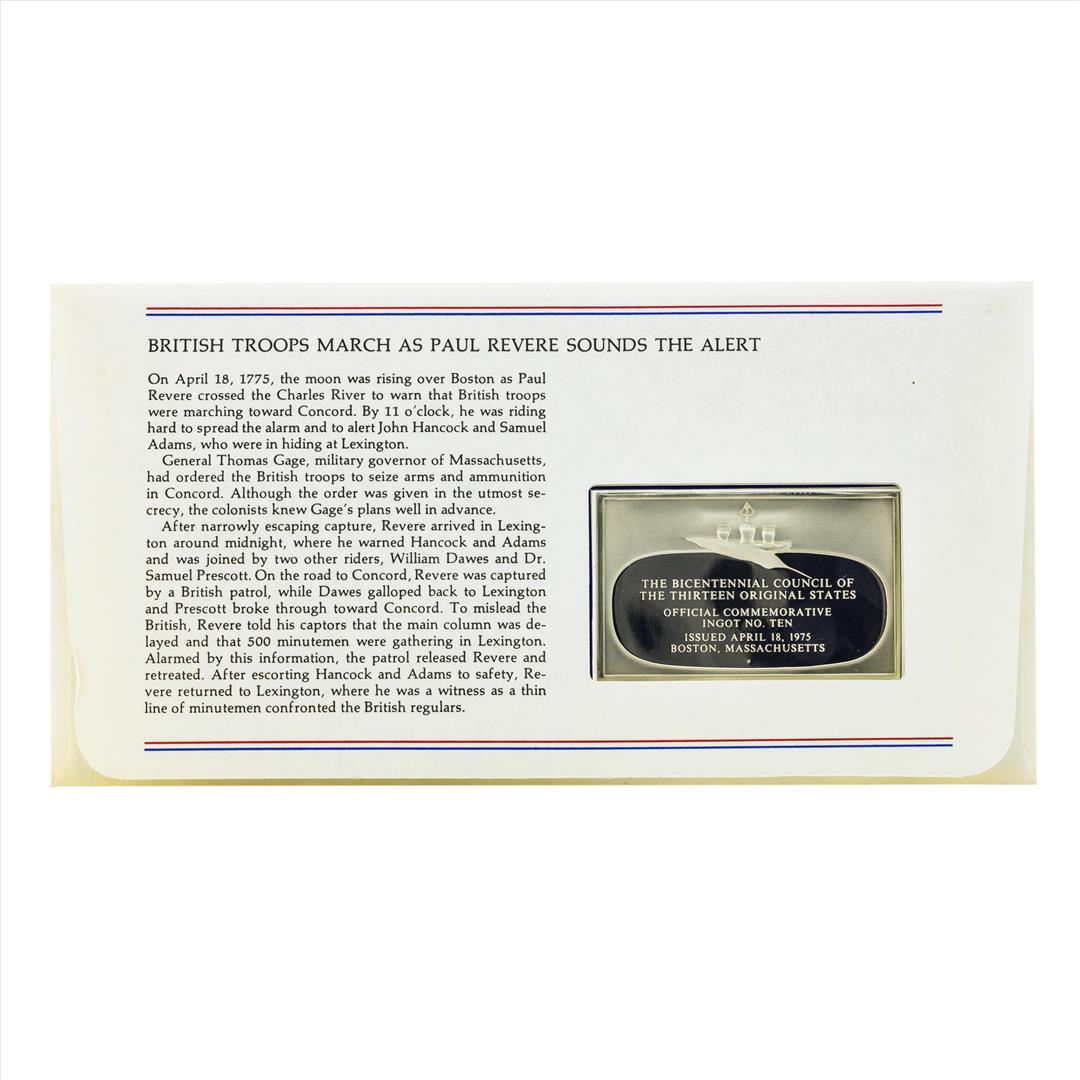 BRITISH TROOPS MARCH AS PAUL REVERE SOUNDS THE ALERT
On April 18, 1775, the moon was rising over Boston as Paul
Revere crossed the Charles River to warn that British troops
were marching toward Concord. By 11 o'clock, he was riding
hard to spread the alarm and to alert John Hancock and Samuel
Adams, who were in hiding at Lexington.
General Thomas Gage, military governor of Massachusetts,
had ordered the British troops to seize arms and ammunition
in Concord. Although the order was given in the utmost se-
crecy, the colonists knew Gage's plans well in advance.
After narrowly escaping capture, Revere arrived in Lexing-
ton around midnight, where he warned Hancock and Adams
and was joined by two other riders, William Dawes and Dr.
Samuel Prescott. On the road to Concord, Revere was captured
by a British patrol, while Dawes galloped back to Lexington
and Prescott broke through toward Concord. To mislead the
British, Revere told his captors that the main column was de-
layed and that 500 minutemen were gathering in Lexington.
Alarmed by this information, the patrol released Revere and
retreated. After escorting Hancock and Adams to safety, Re-
vere returned to Lexington, where he was a witness as a thin
line of minutemen confronted the British regulars.
THE BICENTENNIAL COUNCIL OF
THE THIRTEEN ORIGINAL STATES
OFFICIAL COMMEMORATIVE
INGOT NO. TEN
ISSUED APRIL 18, 1975
BOSTON, MASSACHUSETTS